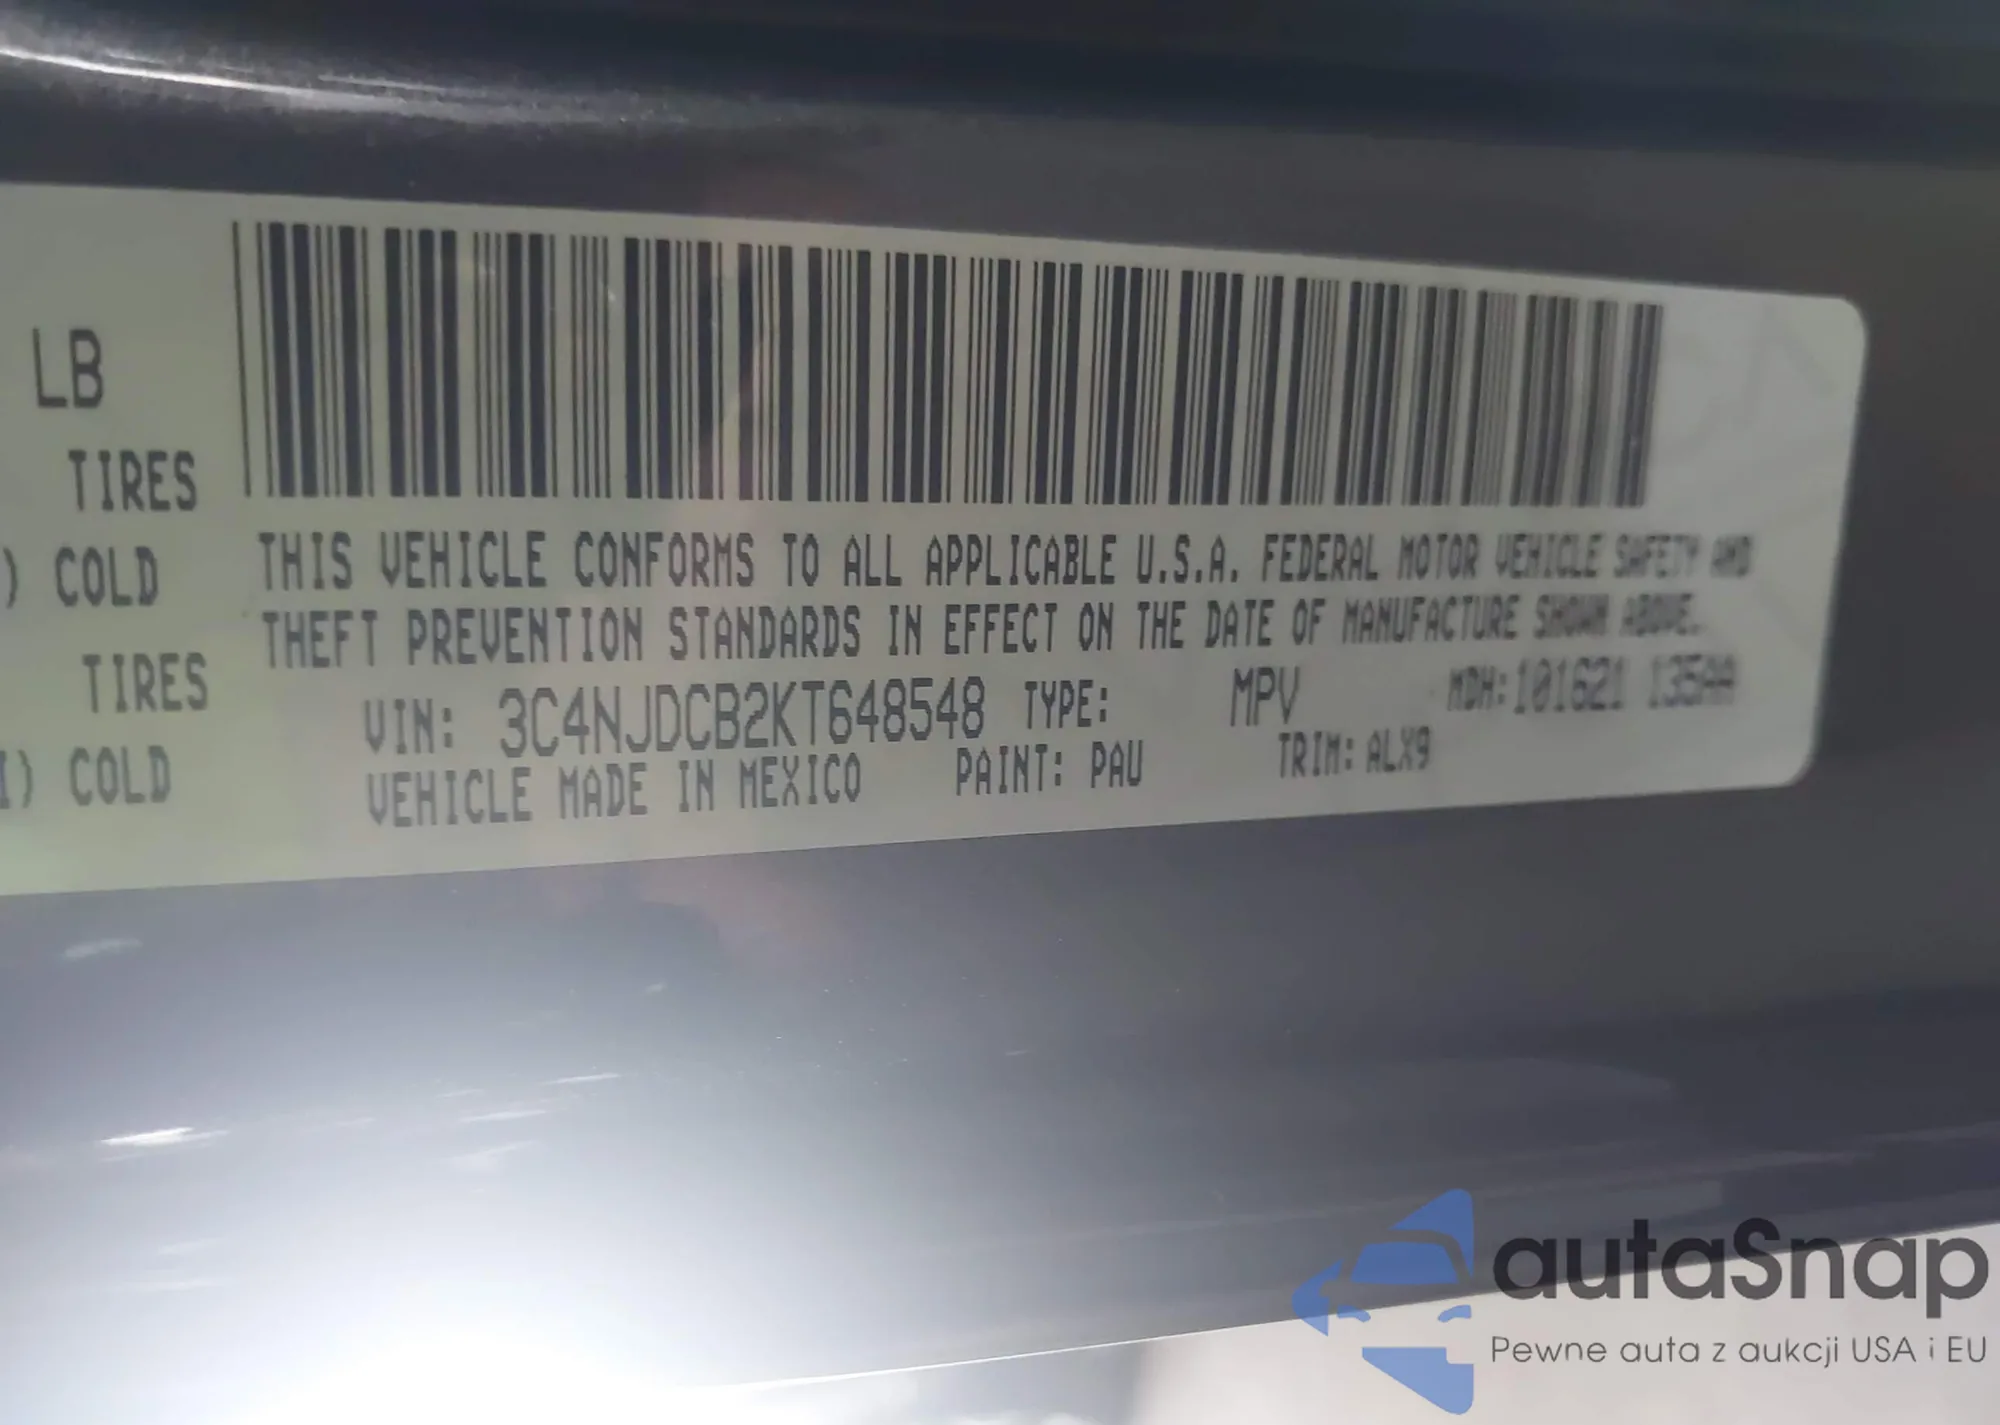 LB
TIRES
) COLD
TIRES
I) COLD
THIS VEHICLE CONFORMS TO ALL APPLICABLE U.S.A. FEDERAL MOTOR VEHICLE SAFETY AND
THEFT PREVENTION STANDARDS IN EFFECT ON THE DATE OF MANUFACTURE SHOWN ABOVE.
VIN: 3C4NJDCB2KT648548 TYPE: MPV MDH: 101621 135AA
VEHICLE MADE IN MEXICO PAINT: PAU TRIM: ALX9
autaSnap
Pewne auta z aukcji USA i EU